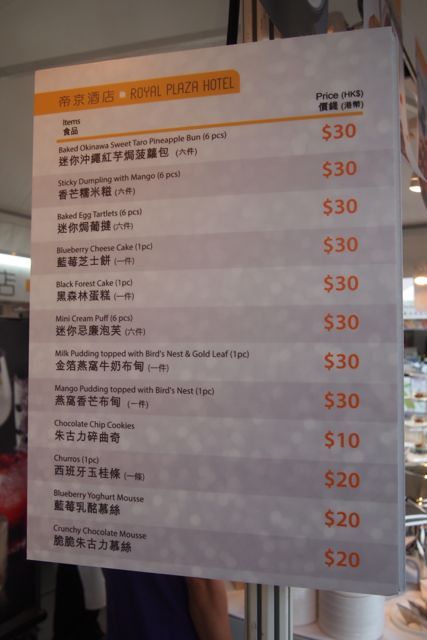 帝京酒店 ROYAL PLAZA HOTEL
Items
食品
Price (HK$)
價錢 (港幣)
Baked Okinawa Sweet Taro Pineapple Bun (6 pcs)
迷你沖繩紅芋焗菠蘿包 (六件)
$30
Sticky Dumpling with Mango (6 pcs)
香芒糯米糍 (六件)
$30
Baked Egg Tartlets (6 pcs)
迷你焗葡撻 (六件)
$30
Blueberry Cheese Cake (1pc)
藍莓芝士餅 (一件)
$30
Black Forest Cake (1pc)
黑森林蛋糕 (一件)
$30
Mini Cream Puff (6 pcs)
迷你忌廉泡芙 (六件)
$30
Milk Pudding topped with Bird's Nest & Gold Leaf (1pc)
金箔燕窩牛奶布甸 (一件)
$30
Mango Pudding topped with Bird's Nest (1pc)
燕窩香芒布甸 (一件)
$30
Chocolate Chip Cookies
朱古力碎曲奇
$10
Churros (1pc)
西班牙玉桂條 (一條)
$20
Blueberry Yoghurt Mousse
藍莓乳酪慕絲
$20
Crunchy Chocolate Mousse
脆脆朱古力慕絲
$20
店